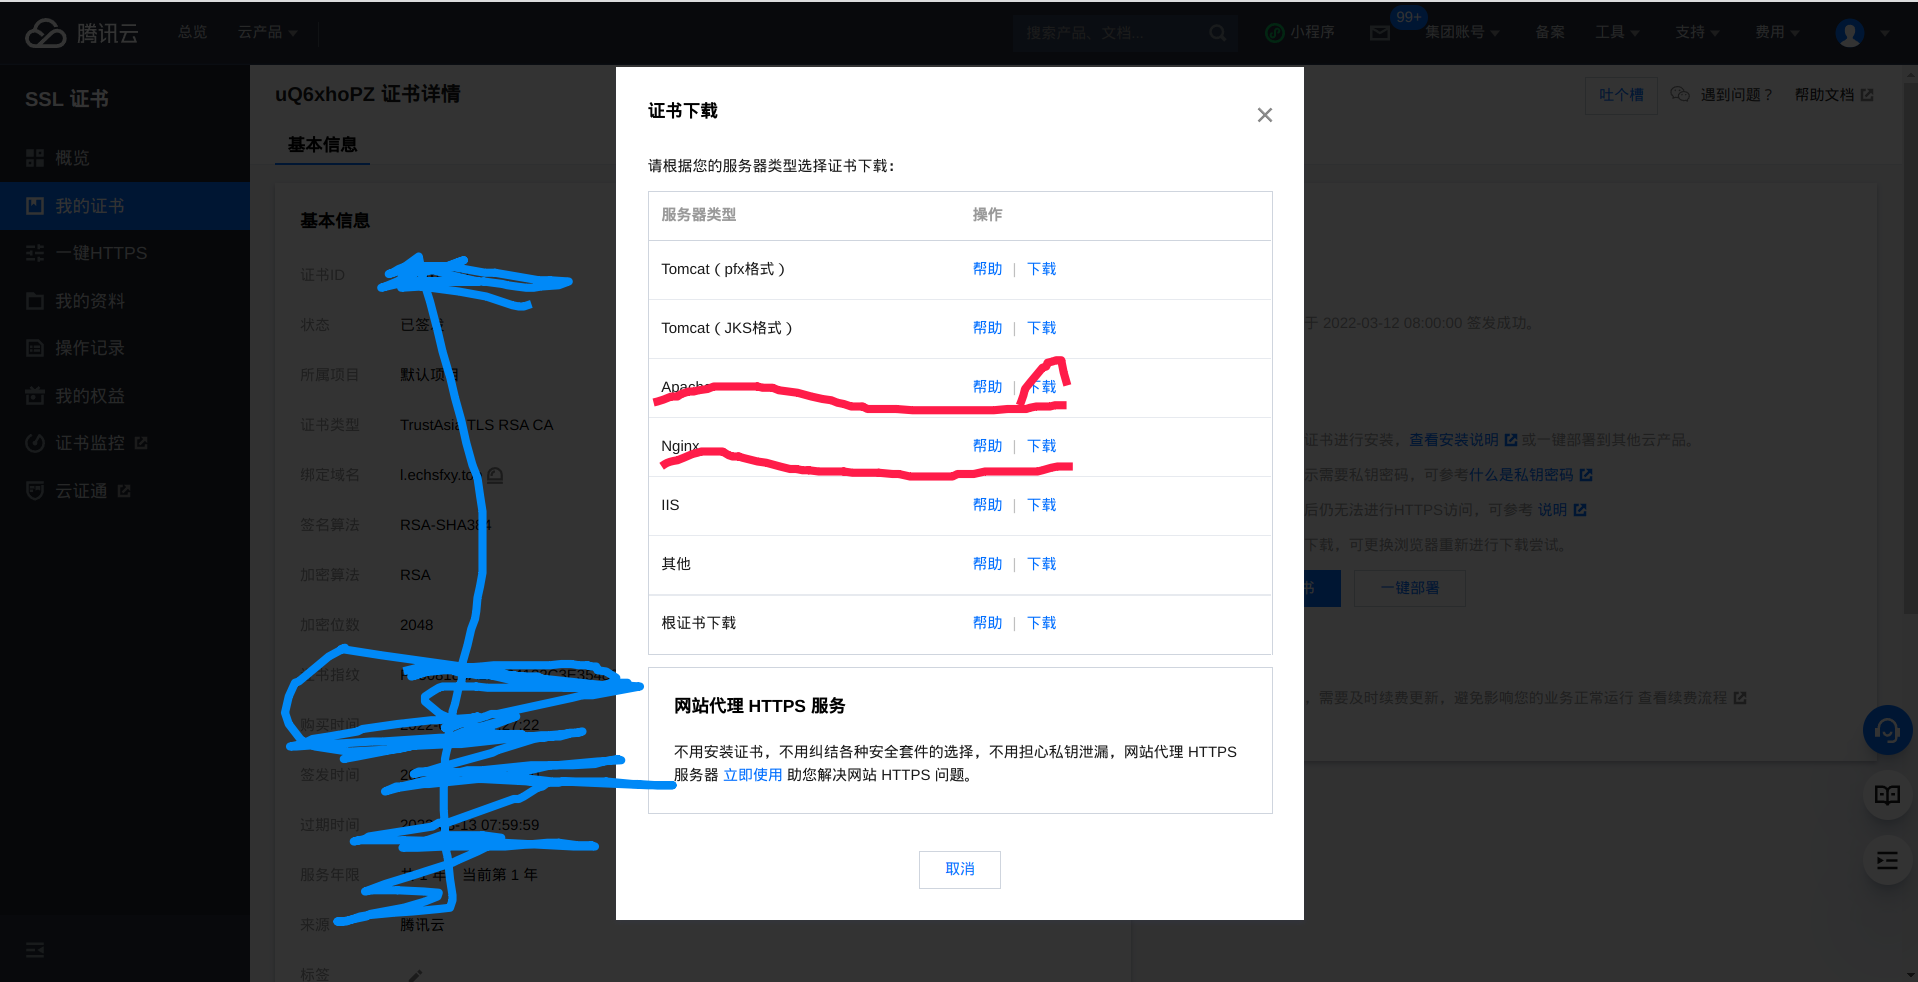 腾讯云
总览
云产品
搜索产品、文档...
小程序
99+
集团账号
备案
工具
支持
费用
SSL 证书
概览
我的证书
一键HTTPS
我的资料
操作记录
我的权益
证书监控
云证通
uQ6xhoPZ 证书详情
吐个槽
遇到问题？
帮助文档
基本信息
基本信息
证书ID
状态
所属项目 默认项目
证书类型 TrustAsia TLS RSA CA
绑定域名 l.echsfxy.to
签名算法 RSA-SHA384
加密算法 RSA
加密位数 2048
证书指纹
购买时间
签发时间
过期时间 07:59:59
服务年限 当前第 1 年
来源 腾讯云
标签
证书下载
请根据您的服务器类型选择证书下载：
服务器类型 操作
Tomcat（pfx格式） 帮助 | 下载
Tomcat（JKS格式） 帮助 | 下载
Apache 帮助 | 下载
Nginx 帮助 | 下载
IIS 帮助 | 下载
其他 帮助 | 下载
根证书下载 帮助 | 下载
网站代理 HTTPS 服务
不用安装证书，不用纠结各种安全套件的选择，不用担心私钥泄漏，网站代理 HTTPS
服务器 立即使用 助您解决网站 HTTPS 问题。
取消
于 2022-03-12 08:00:00 签发成功。
证书进行安装，查看安装说明 或一键部署到其他云产品。
示需要私钥密码，可参考什么是私钥密码
后仍无法进行HTTPS访问，可参考 说明
下载，可更换浏览器重新进行下载尝试。
书
一键部署
，需要及时续费更新，避免影响您的业务正常运行 查看续费流程